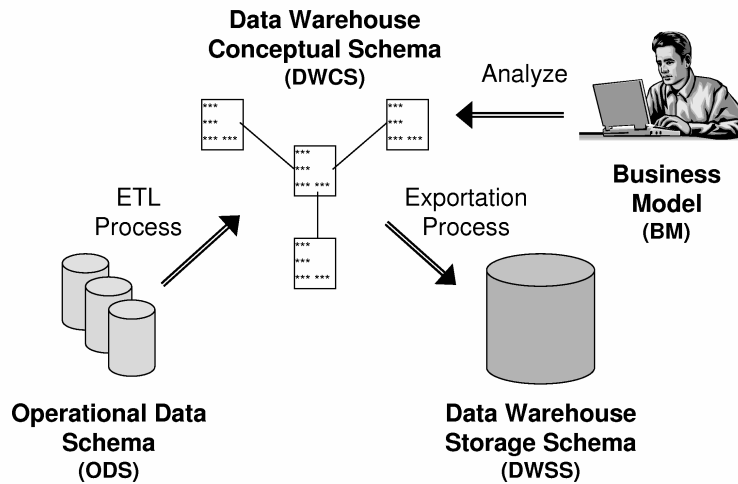 Data Warehouse
Conceptual Schema
(DWCS)
Analyze
***
***
*** ***
***
***
*** ***
***
***
*** ***
***
***
*** ***
Business
Model
(BM)
ETL
Process
Exportation
Process
Operational Data
Schema
(ODS)
Data Warehouse
Storage Schema
(DWSS)